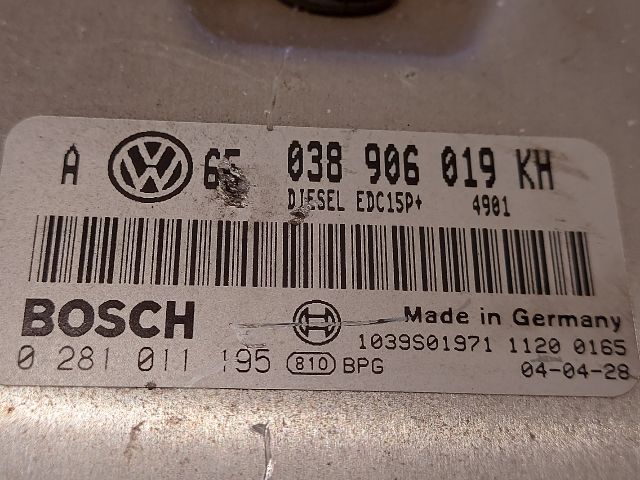 A VW 65 038 906 019 KH
DIESEL EDC15P+ 4901
BOSCH
Made in Germany
1039S01971 1120 0165
0 281 011 195 810 BPG 04-04-28